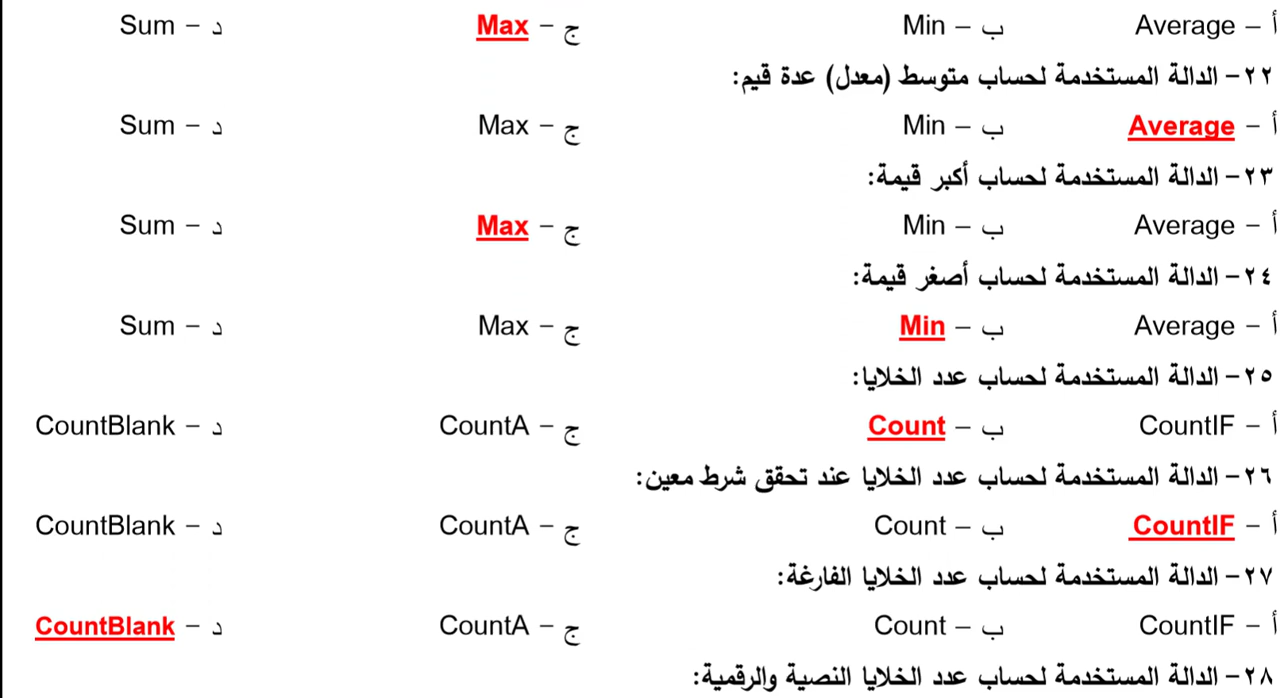 أ – Average ب – Min ج – Max د – Sum
٢٢- الدالة المستخدمة لحساب متوسط (معدل) عدة قيم:
أ – Average ب – Min ج – Max د – Sum
٢٣- الدالة المستخدمة لحساب أكبر قيمة:
أ – Average ب – Min ج – Max د – Sum
٢٤- الدالة المستخدمة لحساب أصغر قيمة:
أ – Average ب – Min ج – Max د – Sum
٢٥- الدالة المستخدمة لحساب عدد الخلايا:
أ – CountIF ب – Count ج – CountA د – CountBlank
٢٦- الدالة المستخدمة لحساب عدد الخلايا عند تحقق شرط معين:
أ – CountIF ب – Count ج – CountA د – CountBlank
٢٧- الدالة المستخدمة لحساب عدد الخلايا الفارغة:
أ – CountIF ب – Count ج – CountA د – CountBlank
٢٨- الدالة المستخدمة لحساب عدد الخلايا النصية والرقمية: